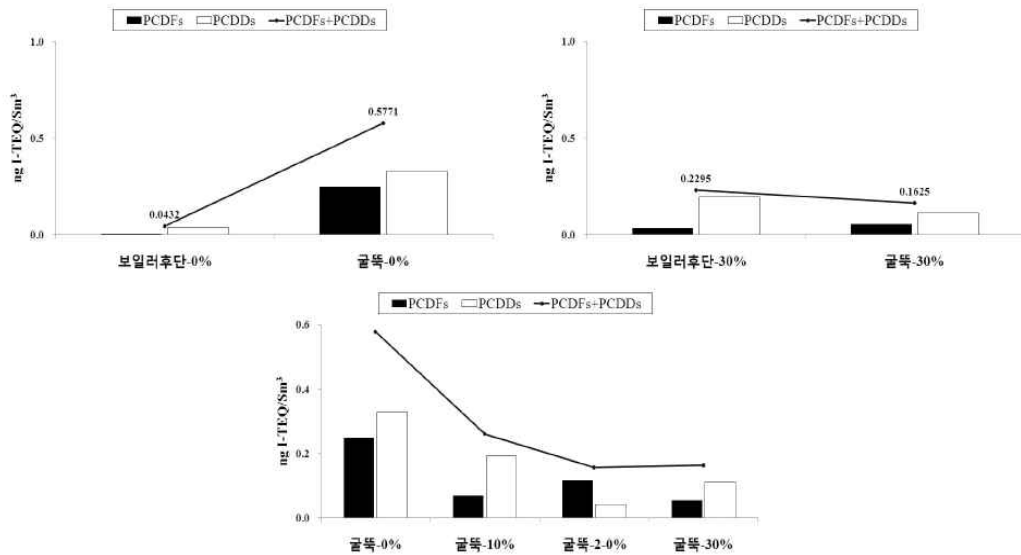 PCDFs PCDDs PCDFs+PCDDs
1.0
0.5
0.0
ng I-TEQ/Sm³
0.0432
0.5771
보일러후단-0% 굴뚝-0%
PCDFs PCDDs PCDFs+PCDDs
1.0
0.5
0.0
ng I-TEQ/Sm³
0.2295
0.1625
보일러후단-30% 굴뚝-30%
PCDFs PCDDs PCDFs+PCDDs
0.6
0.4
0.2
0.0
ng I-TEQ/Sm³
굴뚝-0% 굴뚝-10% 굴뚝-2-0% 굴뚝-30%